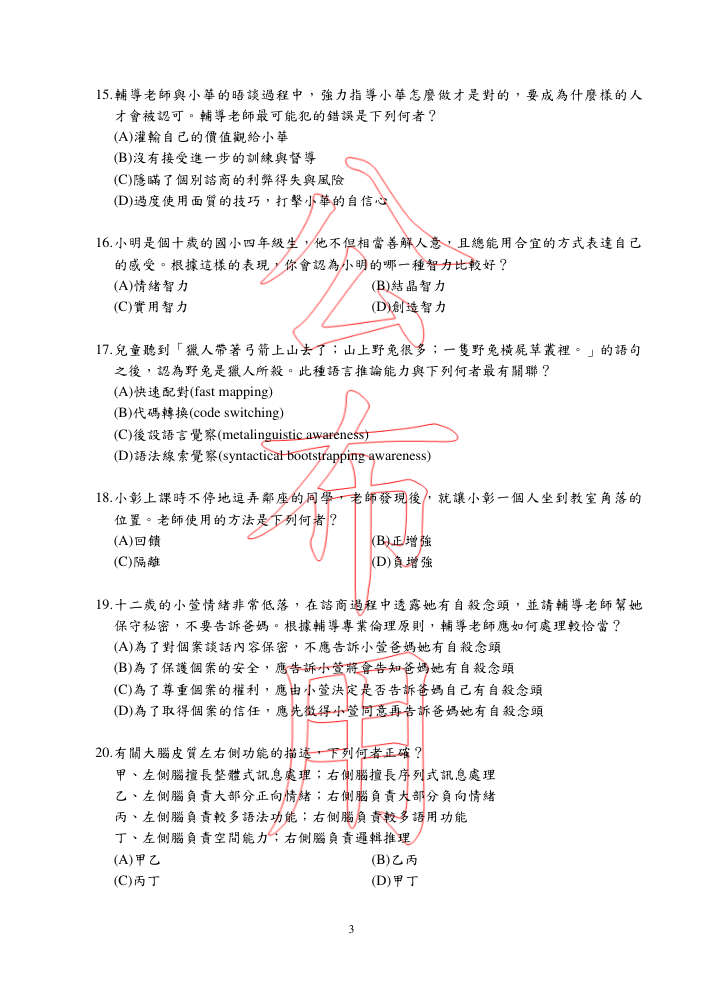 15.輔導老師與小華的晤談過程中，強力指導小華怎麼做才是對的，要成為什麼樣的人
才會被認可。輔導老師最可能犯的錯誤是下列何者？
(A)灌輸自己的價值觀給小華
(B)沒有接受進一步的訓練與督導
(C)隱瞞了個別諮商的利弊得失與風險
(D)過度使用面質的技巧，打擊小華的自信心
16.小明是個十歲的國小四年級生，他不但相當善解人意，且總能用合宜的方式表達自己
的感受。根據這樣的表現，你會認為小明的哪一種智力比較好？
(A)情緒智力 (B)結晶智力
(C)實用智力 (D)創造智力
17.兒童聽到「獵人帶著弓箭上山去了；山上野兔很多；一隻野兔橫屍草叢裡。」的語句
之後，認為野兔是獵人所殺。此種語言推論能力與下列何者最有關聯？
(A)快速配對(fast mapping)
(B)代碼轉換(code switching)
(C)後設語言覺察(metalinguistic awareness)
(D)語法線索覺察(syntactical bootstrapping awareness)
18.小彰上課時不停地逗弄鄰座的同學，老師發現後，就讓小彰一個人坐到教室角落的
位置。老師使用的方法是下列何者？
(A)回饋 (B)正增強
(C)隔離 (D)負增強
19.十二歲的小萱情緒非常低落，在諮商過程中透露她有自殺念頭，並請輔導老師幫她
保守秘密，不要告訴爸媽。根據輔導專業倫理原則，輔導老師應如何處理較恰當？
(A)為了對個案談話內容保密，不應告訴小萱爸媽她有自殺念頭
(B)為了保護個案的安全，應告訴小萱將會告知爸媽她有自殺念頭
(C)為了尊重個案的權利，應由小萱決定是否告訴爸媽自己有自殺念頭
(D)為了取得個案的信任，應先徵得小萱同意再告訴爸媽她有自殺念頭
20.有關大腦皮質左右側功能的描述，下列何者正確？
甲、左側腦擅長整體式訊息處理；右側腦擅長序列式訊息處理
乙、左側腦負責大部分正向情緒；右側腦負責大部分負向情緒
丙、左側腦負責較多語法功能；右側腦負責較多語用功能
丁、左側腦負責空間能力；右側腦負責邏輯推理
(A)甲乙 (B)乙丙
(C)丙丁 (D)甲丁
3
公布用